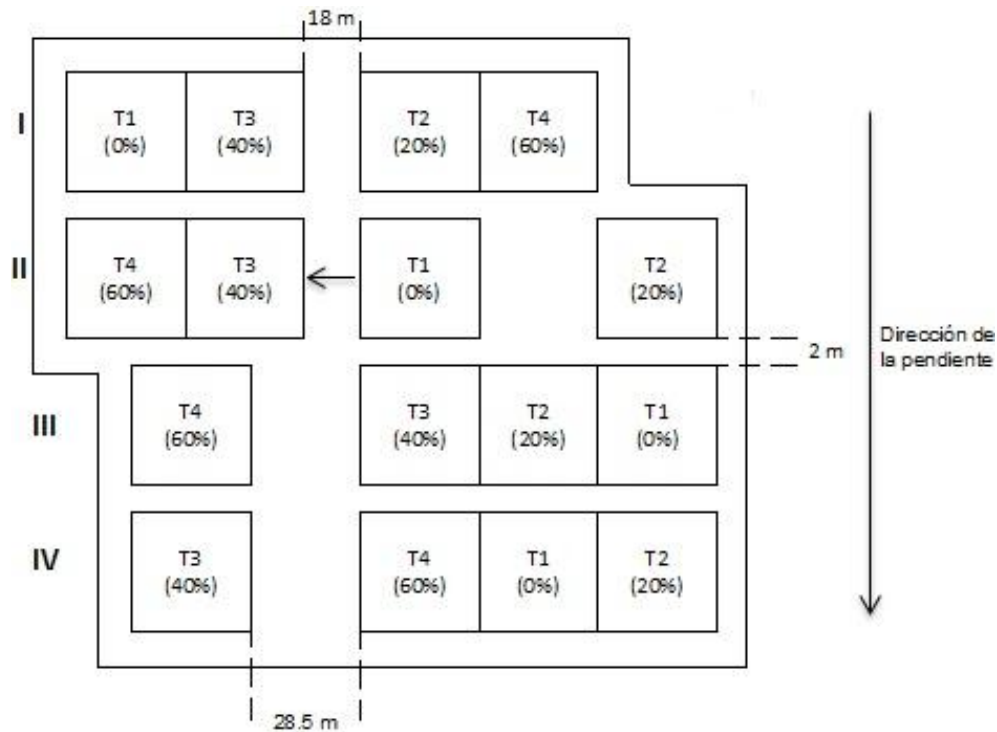 18 m
I
T1
(0%)
T3
(40%)
T2
(20%)
T4
(60%)
II
T4
(60%)
T3
(40%)
T1
(0%)
T2
(20%)
2 m
Dirección de
la pendiente
III
T4
(60%)
T3
(40%)
T2
(20%)
T1
(0%)
IV
T3
(40%)
T4
(60%)
T1
(0%)
T2
(20%)
28.5 m